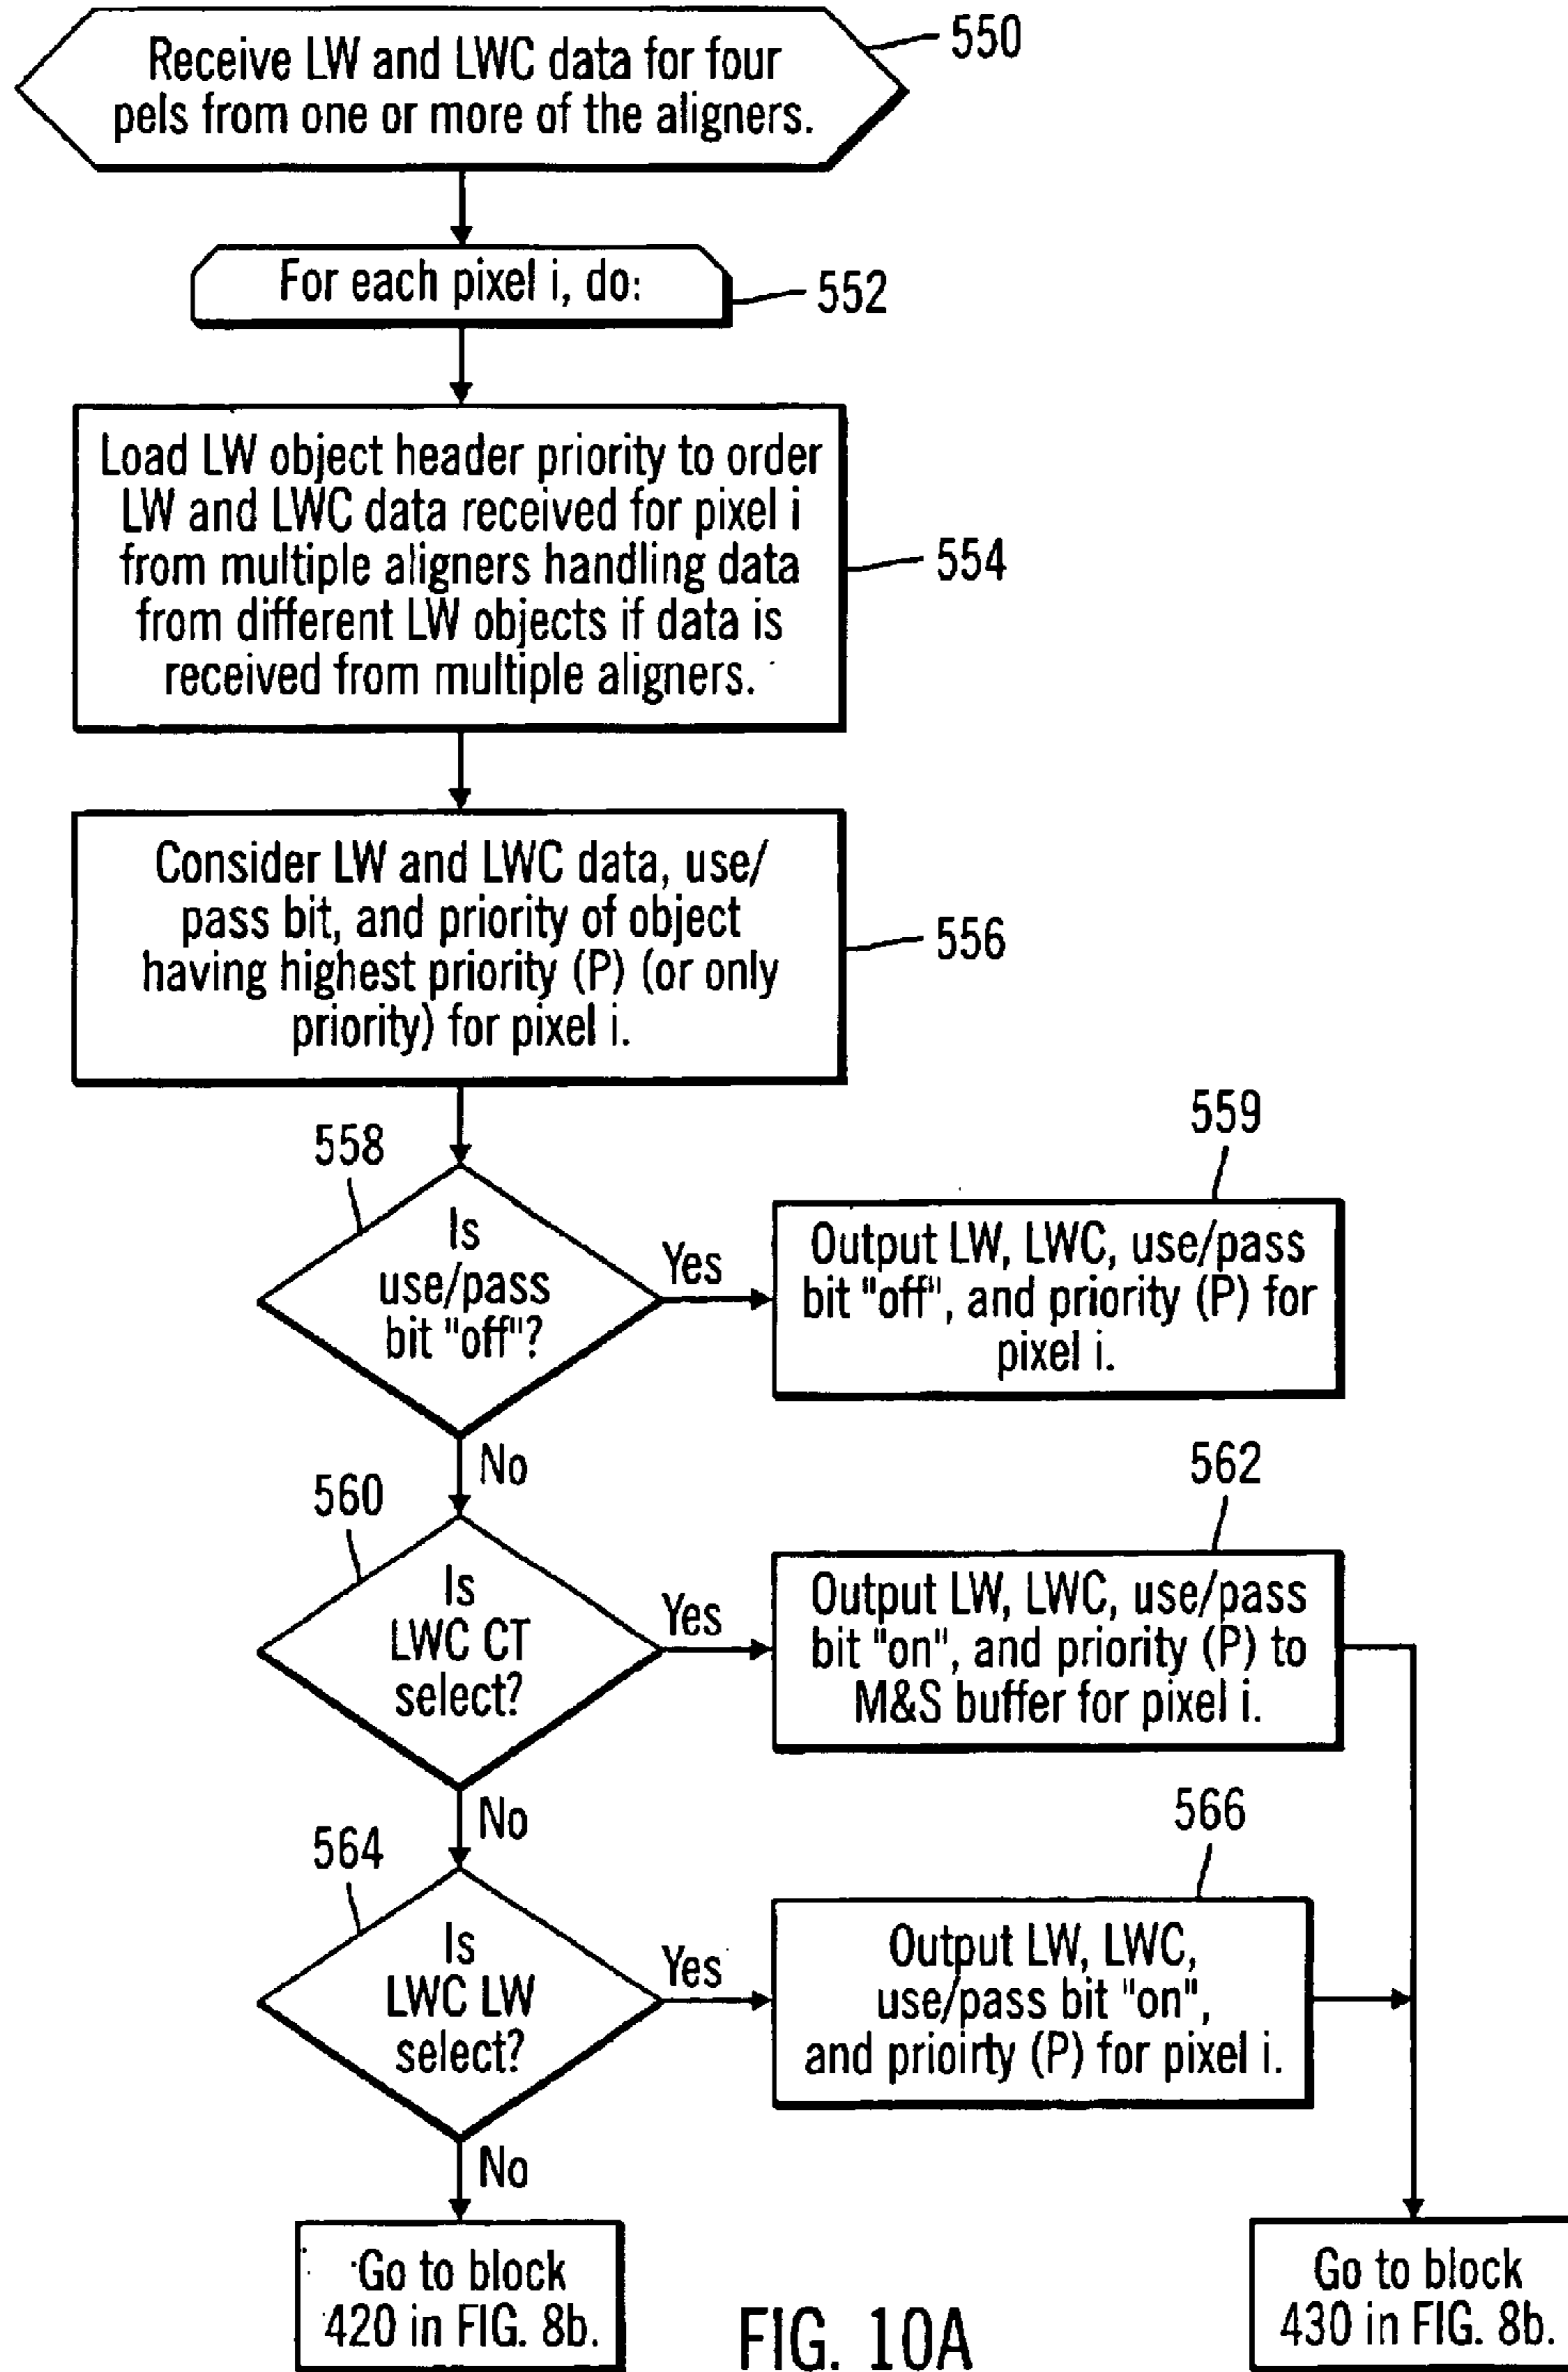 Receive LW and LWC data for four
pels from one or more of the aligners.
550
For each pixel i, do:
552
Load LW object header priority to order
LW and LWC data received for pixel i
from multiple aligners handling data
from different LW objects if data is
received from multiple aligners.
554
Consider LW and LWC data, use/
pass bit, and priority of object
having highest priority (P) (or only
priority) for pixel i.
556
558
Is
use/pass
bit "off"?
Yes
559
Output LW, LWC, use/pass
bit "off", and priority (P) for
pixel i.
No
560
Is
LWC CT
select?
Yes
562
Output LW, LWC, use/pass
bit "on", and priority (P) to
M&S buffer for pixel i.
No
564
Is
LWC LW
select?
Yes
566
Output LW, LWC,
use/pass bit "on",
and prioirty (P) for pixel i.
No
Go to block
420 in FIG. 8b.
Go to block
430 in FIG. 8b.
FIG. 10A